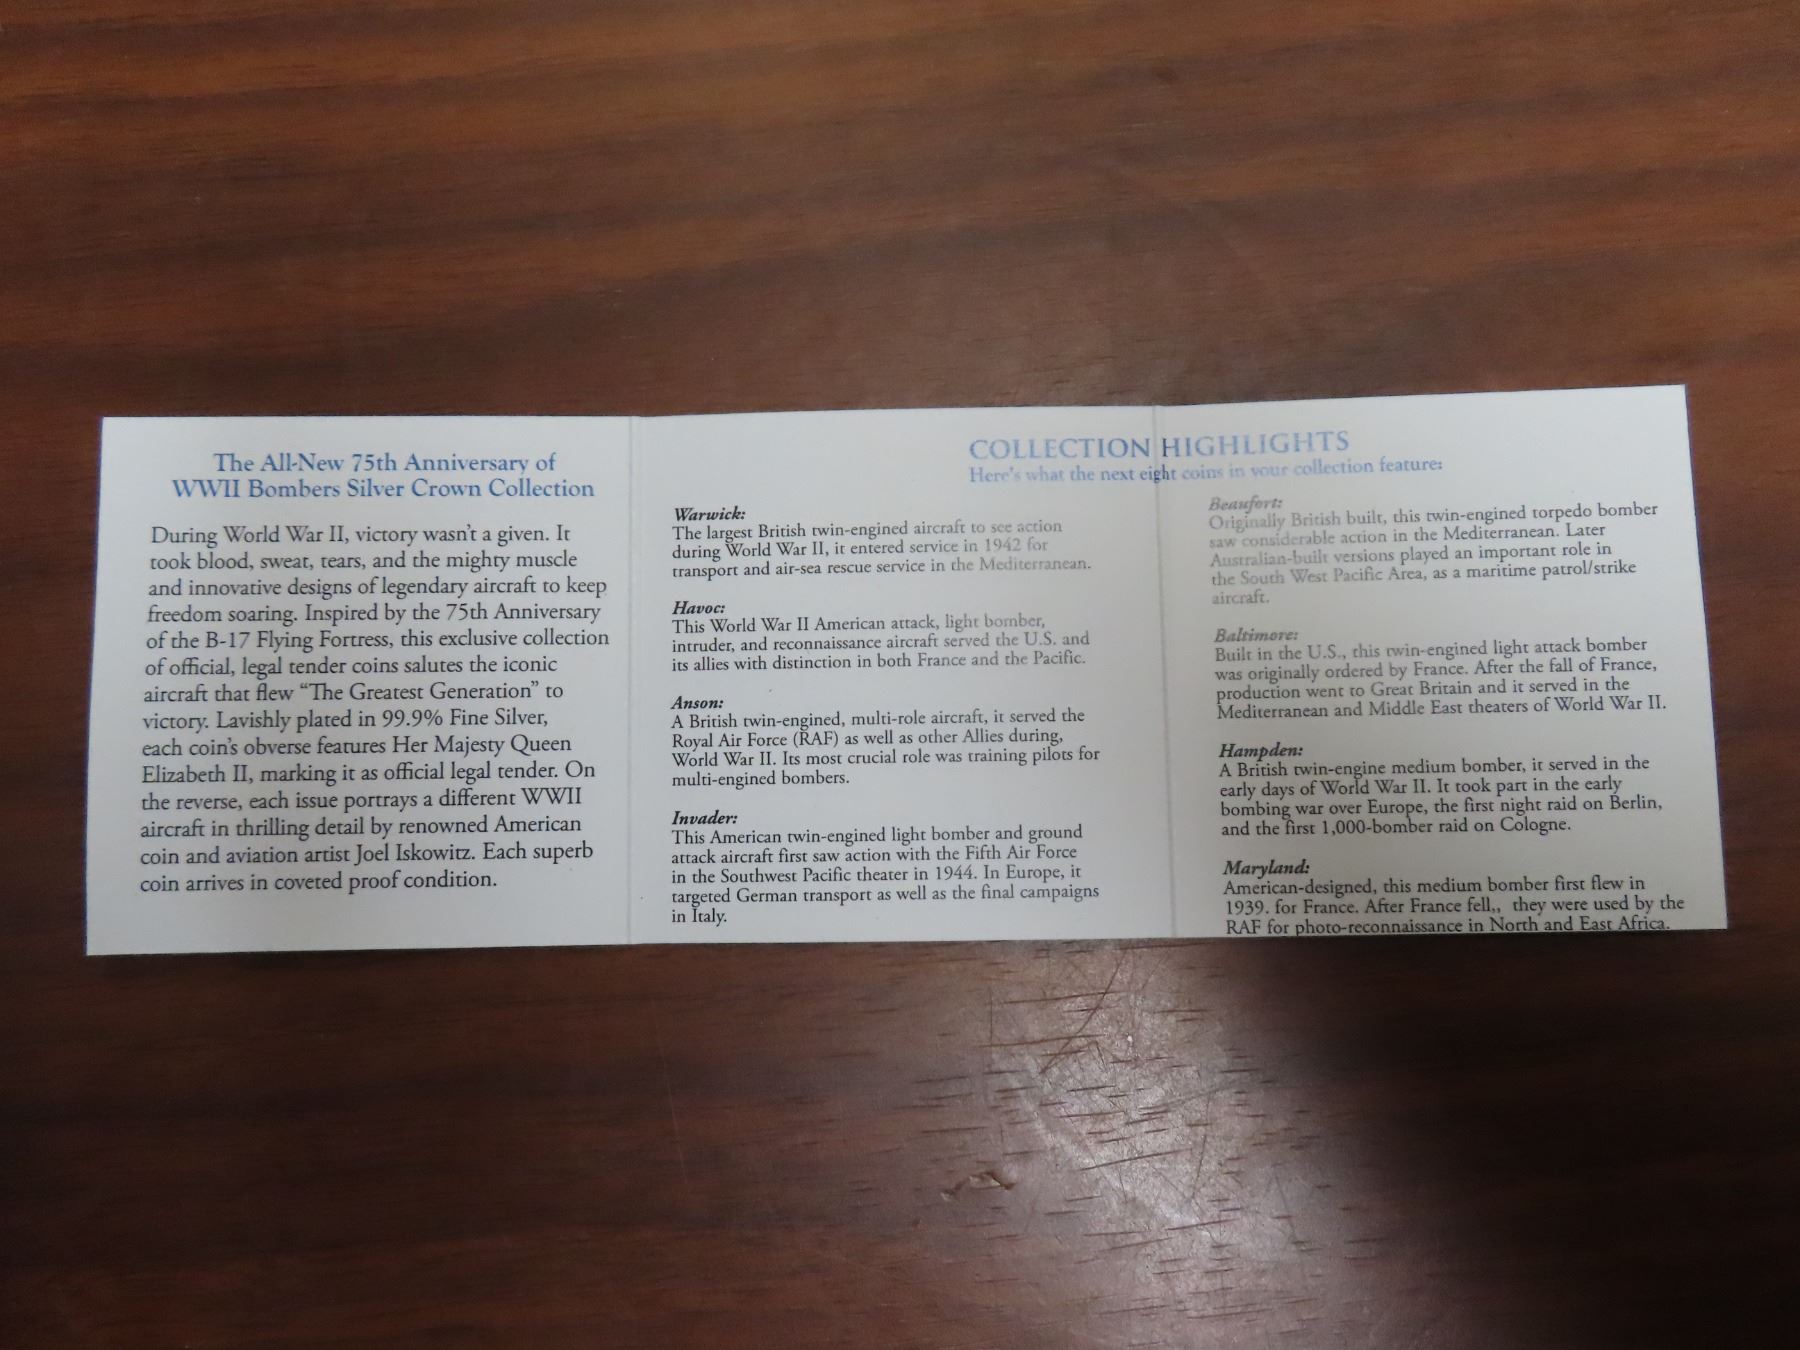 The All-New 75th Anniversary of
WWII Bombers Silver Crown Collection
During World War II, victory wasn't a given. It
took blood, sweat, tears, and the mighty muscle
and innovative designs of legendary aircraft to keep
freedom soaring. Inspired by the 75th Anniversary
of the B-17 Flying Fortress, this exclusive collection
of official, legal tender coins salutes the iconic
aircraft that flew “The Greatest Generation” to
victory. Lavishly plated in 99.9% Fine Silver,
each coin's obverse features Her Majesty Queen
Elizabeth II, marking it as official legal tender. On
the reverse, each issue portrays a different WWII
aircraft in thrilling detail by renowned American
coin and aviation artist Joel Iskowitz. Each superb
coin arrives in coveted proof condition.
COLLECTION HIGHLIGHTS
Here's what the next eight coins in your collection feature:
Warwick:
The largest British twin-engined aircraft to see action
during World War II, it entered service in 1942 for
transport and air-sea rescue service in the Mediterranean.
Havoc:
This World War II American attack, light bomber,
intruder, and reconnaissance aircraft served the U.S. and
its allies with distinction in both France and the Pacific.
Anson:
A British twin-engined, multi-role aircraft, it served the
Royal Air Force (RAF) as well as other Allies during,
World War II. Its most crucial role was training pilots for
multi-engined bombers.
Invader:
This American twin-engined light bomber and ground
attack aircraft first saw action with the Fifth Air Force
in the Southwest Pacific theater in 1944. In Europe, it
targeted German transport as well as the final campaigns
in Italy.
Beaufort:
Originally British built, this twin-engined torpedo bomber
saw considerable action in the Mediterranean. Later
Australian-built versions played an important role in
the South West Pacific Area, as a maritime patrol/strike
aircraft.
Baltimore:
Built in the U.S., this twin-engined light attack bomber
was originally ordered by France. After the fall of France,
production went to Great Britain and it served in the
Mediterranean and Middle East theaters of World War II.
Hampden:
A British twin-engine medium bomber, it served in the
early days of World War II. It took part in the early
bombing war over Europe, the first night raid on Berlin,
and the first 1,000-bomber raid on Cologne.
Maryland:
American-designed, this medium bomber first flew in
1939. for France. After France fell,, they were used by the
RAF for photo-reconnaissance in North and East Africa.